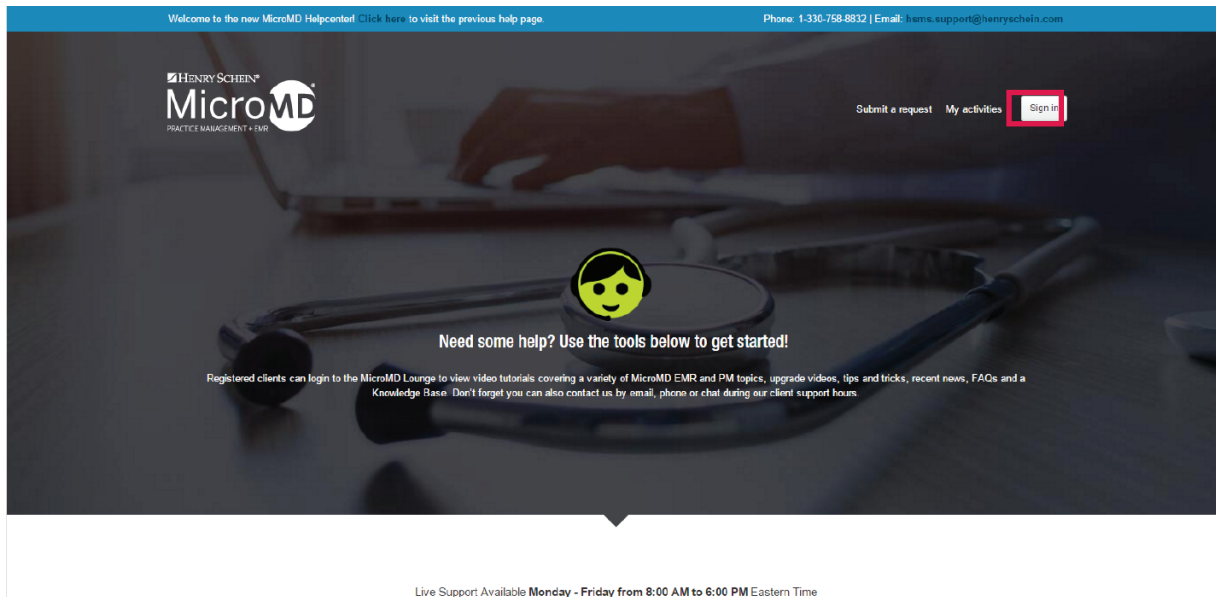 Welcome to the new MicroMD Helpcenter! Click here to visit the previous help page.
Phone: 1-330-758-8832 | Email: hsms.support@henryschein.com
HENRY SCHEIN®
MicroMD®
PRACTICE MANAGEMENT + EMR
Submit a request My activities Sign in
Need some help? Use the tools below to get started!
Registered clients can login to the MicroMD Lounge to view video tutorials covering a variety of MicroMD EMR and PM topics, upgrade videos, tips and tricks, recent news, FAQs and a
Knowledge Base. Don't forget you can also contact us by email, phone or chat during our client support hours.
Live Support Available Monday - Friday from 8:00 AM to 6:00 PM Eastern Time